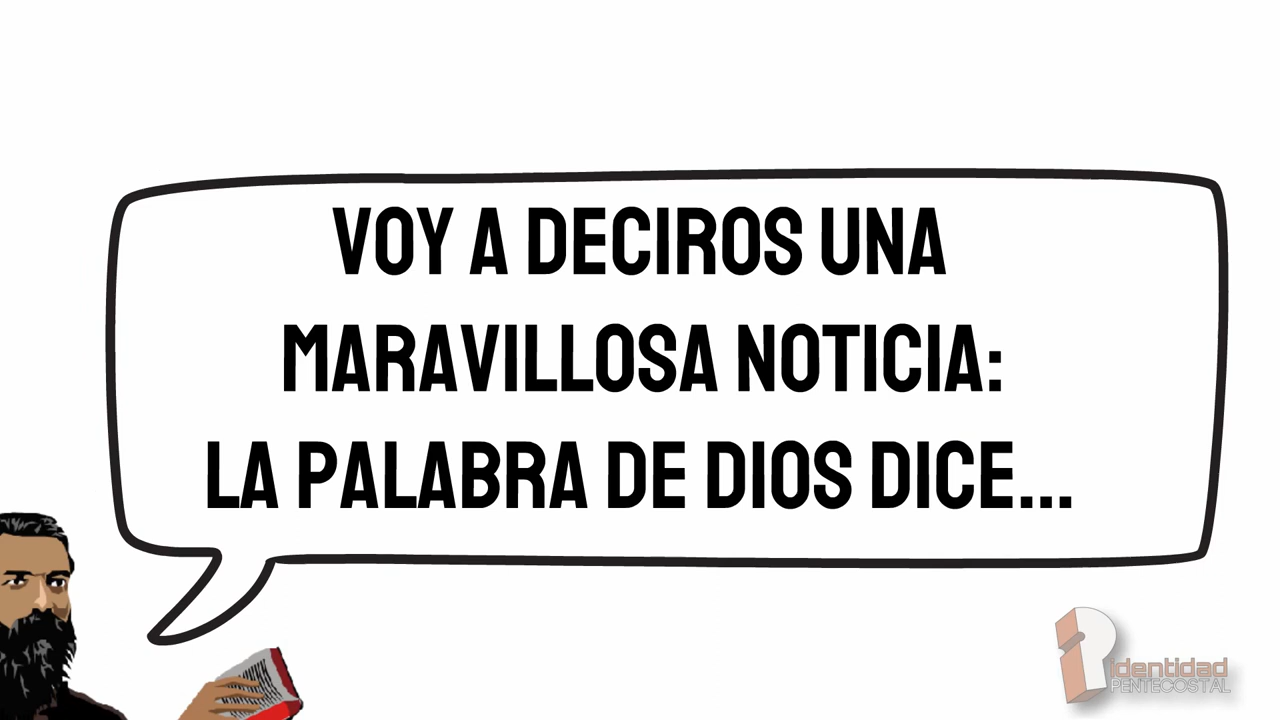 VOY A DECIROS UNA
MARAVILLOSA NOTICIA:
LA PALABRA DE DIOS DICE...
identidad
PENTECOSTAL